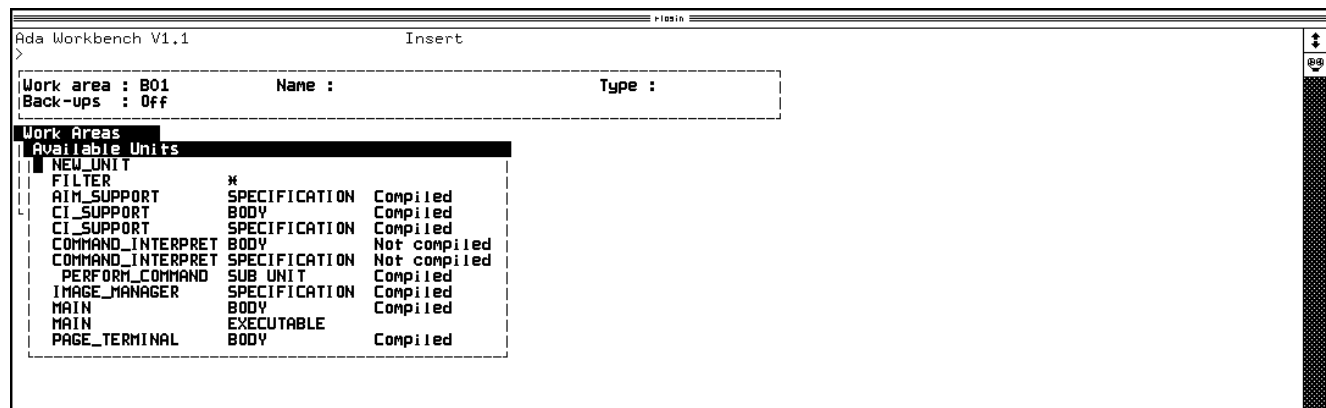 rlogin
Ada Workbench V1.1 Insert
>
Work area : B01 Name : Type :
Back-ups : Off
Work Areas
Available Units
NEW_UNIT
FILTER *
AIM_SUPPORT SPECIFICATION Compiled
CI_SUPPORT BODY Compiled
CI_SUPPORT SPECIFICATION Compiled
COMMAND_INTERPRET BODY Not compiled
COMMAND_INTERPRET SPECIFICATION Not compiled
PERFORM_COMMAND SUB UNIT Compiled
IMAGE_MANAGER SPECIFICATION Compiled
MAIN BODY Compiled
MAIN EXECUTABLE
PAGE_TERMINAL BODY Compiled